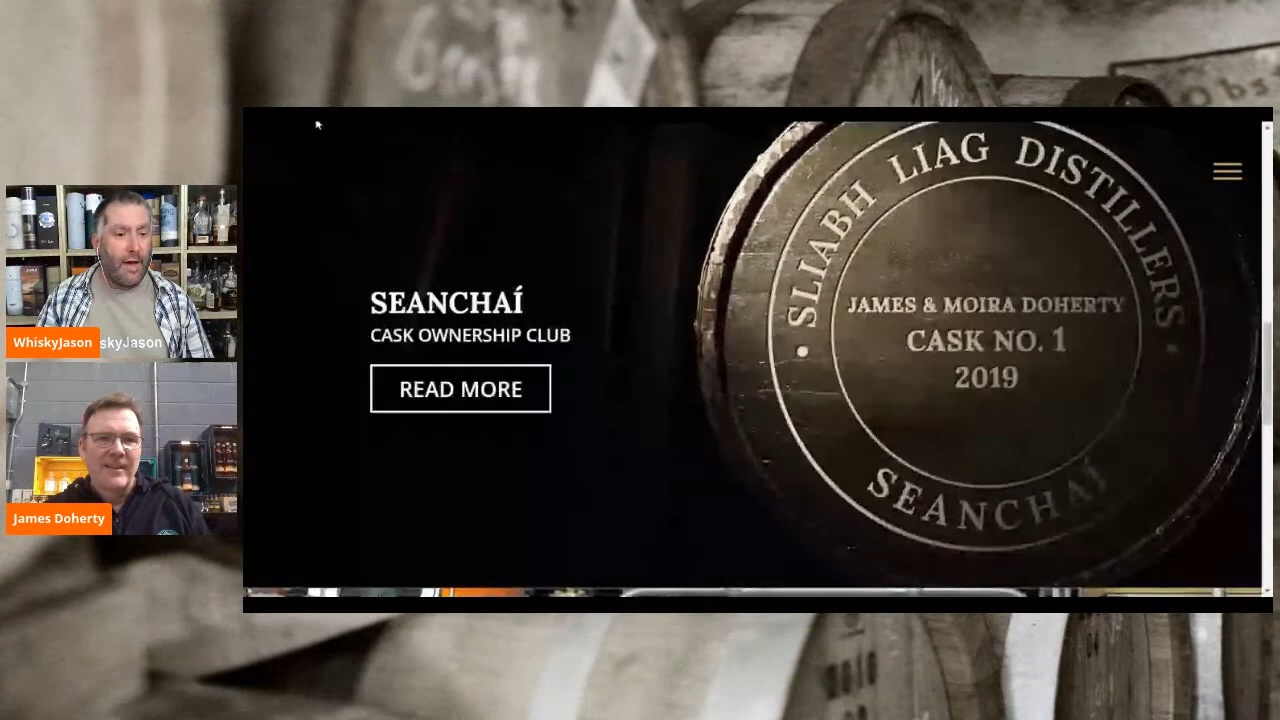 WhiskyJason
skyJason
James Doherty
SEANCHAÍ
CASK OWNERSHIP CLUB
READ MORE
SLIABH LIAG DISTILLERS
JAMES & MOIRA DOHERTY
CASK NO. 1
2019
SEANCHAÍ